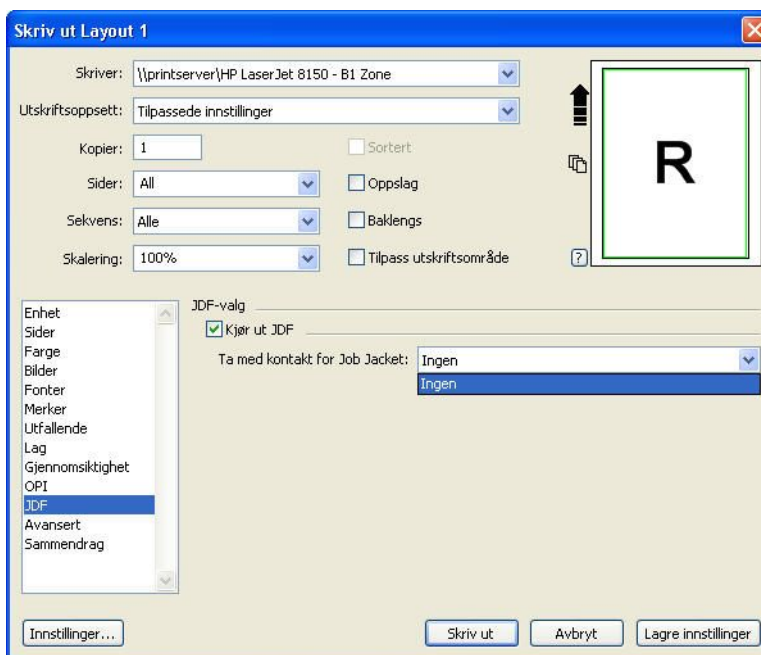 Skriv ut Layout 1
Skriver: \\printserver\HP LaserJet 8150 - B1 Zone
Utskriftsoppsett: Tilpassede innstillinger
Kopier: 1 Sortert
Sider: All Oppslag
Sekvens: Alle Baklengs
Skalering: 100% Tilpass utskriftsområde
R
?
Enhet
Sider
Farge
Bilder
Fonter
Merker
Utfallende
Lag
Gjennomsiktighet
OPI
JDF
Avansert
Sammendrag
JDF-valg
Kjør ut JDF
Ta med kontakt for Job Jacket: Ingen
Ingen
Innstillinger... Skriv ut Avbryt Lagre innstillinger